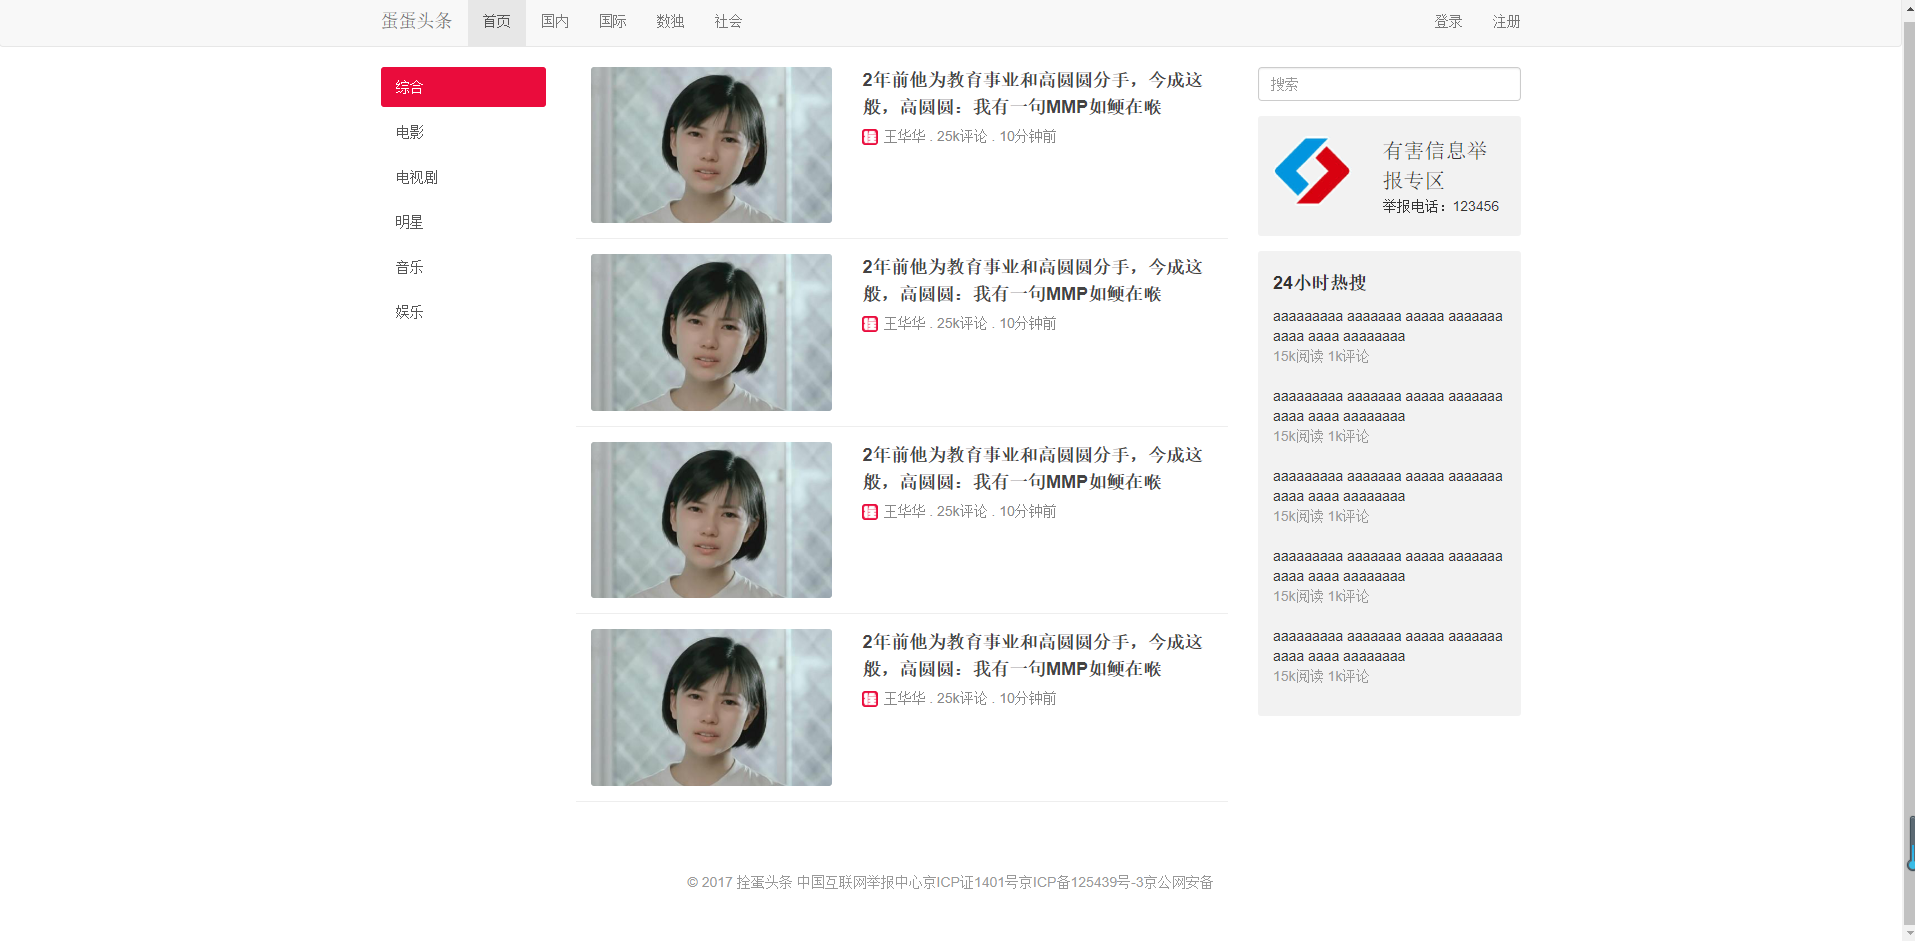 蛋蛋头条
首页
国内
国际
数独
社会
登录
注册
综合
电影
电视剧
明星
音乐
娱乐
2年前他为教育事业和高圆圆分手，今成这
般，高圆圆：我有一句MMP如鲠在喉
王华华 . 25k评论 . 10分钟前
2年前他为教育事业和高圆圆分手，今成这
般，高圆圆：我有一句MMP如鲠在喉
王华华 . 25k评论 . 10分钟前
2年前他为教育事业和高圆圆分手，今成这
般，高圆圆：我有一句MMP如鲠在喉
王华华 . 25k评论 . 10分钟前
2年前他为教育事业和高圆圆分手，今成这
般，高圆圆：我有一句MMP如鲠在喉
王华华 . 25k评论 . 10分钟前
搜索
有害信息举
报专区
举报电话：123456
24小时热搜
aaaaaaaaa aaaaaaa aaaaa aaaaaaa
aaaa aaaa aaaaaaaa
15k阅读 1k评论
aaaaaaaaa aaaaaaa aaaaa aaaaaaa
aaaa aaaa aaaaaaaa
15k阅读 1k评论
aaaaaaaaa aaaaaaa aaaaa aaaaaaa
aaaa aaaa aaaaaaaa
15k阅读 1k评论
aaaaaaaaa aaaaaaa aaaaa aaaaaaa
aaaa aaaa aaaaaaaa
15k阅读 1k评论
aaaaaaaaa aaaaaaa aaaaa aaaaaaa
aaaa aaaa aaaaaaaa
15k阅读 1k评论
© 2017 拴蛋头条 中国互联网举报中心京ICP证1401号京ICP备125439号-3京公网安备